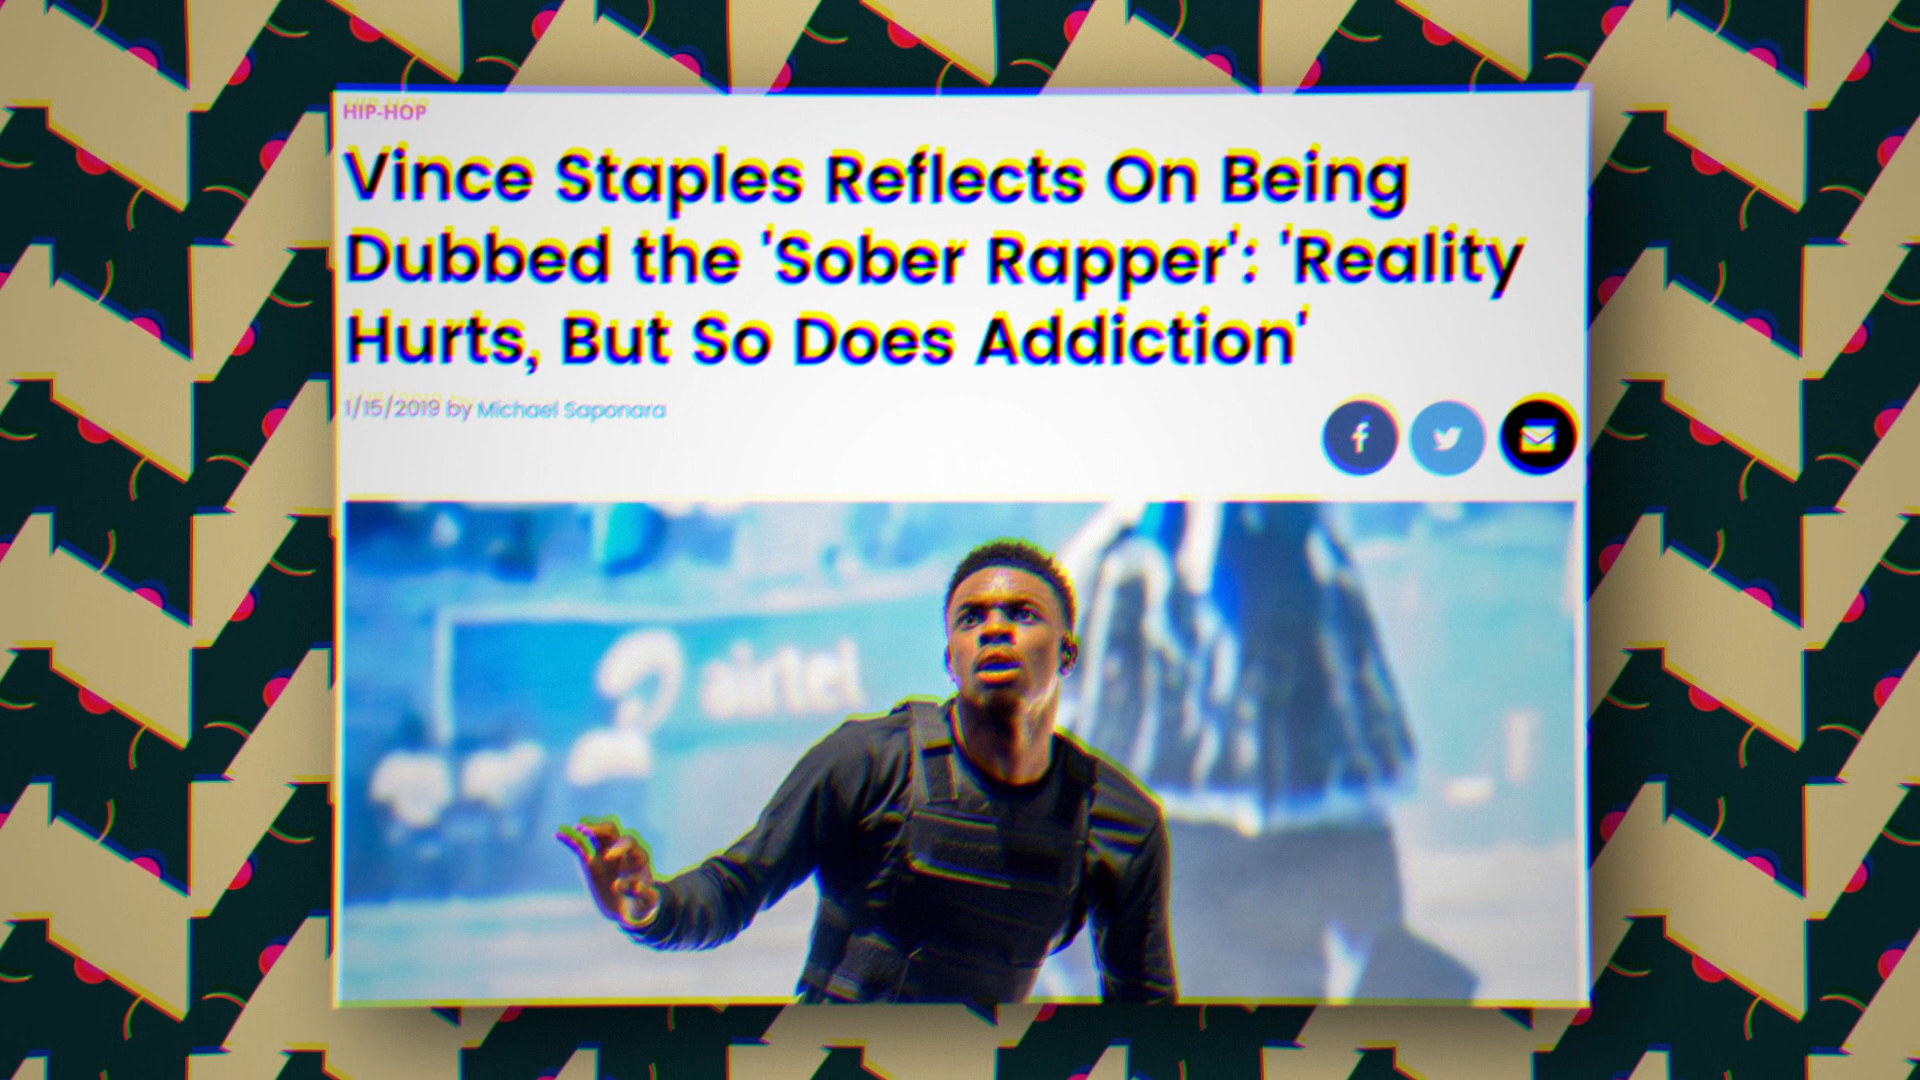 HIP-HOP
Vince Staples Reflects On Being
Dubbed the 'Sober Rapper': 'Reality
Hurts, But So Does Addiction'
1/15/2019 by Michael Saponara
airtel